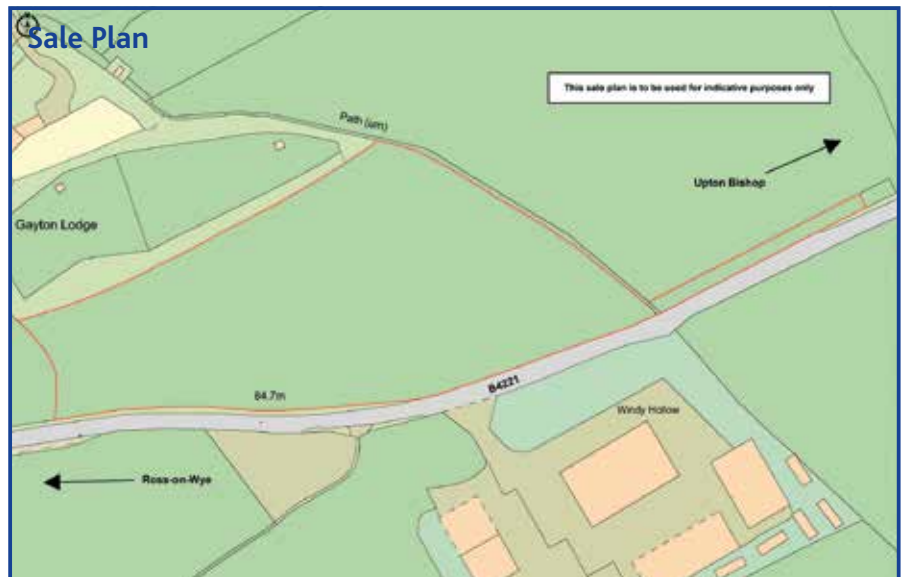 Sale Plan
This sale plan is to be used for indicative purposes only
Path (um)
Upton Bishop
Gayton Lodge
84.7m
B4221
Windy Hollow
Ross-on-Wye